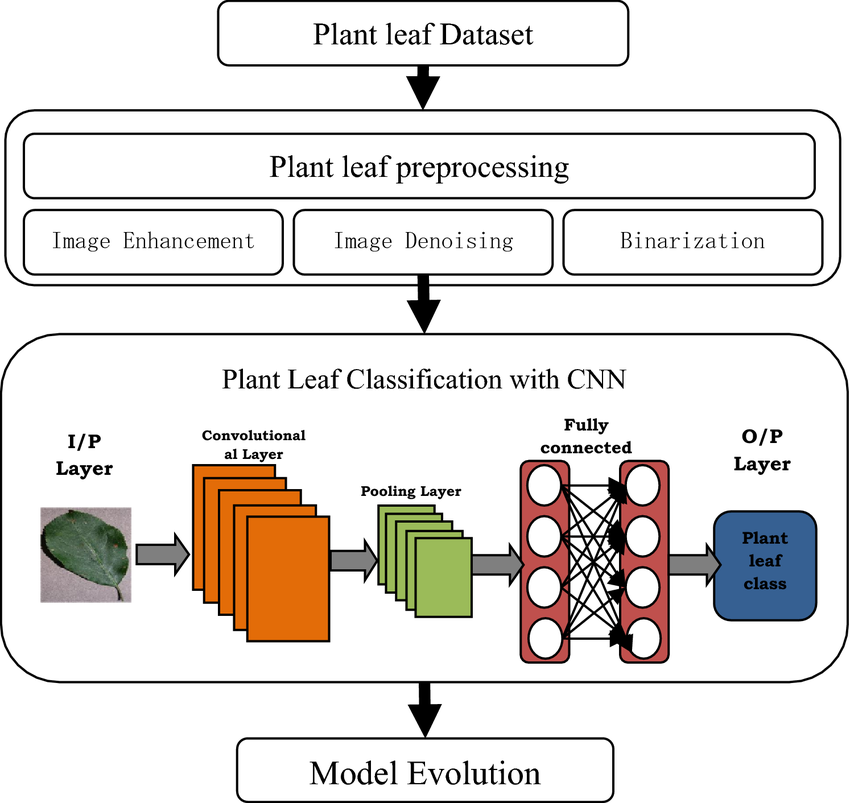 Plant leaf Dataset
Plant leaf preprocessing
Image Enhancement
Image Denoising
Binarization
Plant Leaf Classification with CNN
I/P
Layer
Convolutional
al Layer
Pooling Layer
Fully
connected
O/P
Layer
Plant
leaf
class
Model Evolution